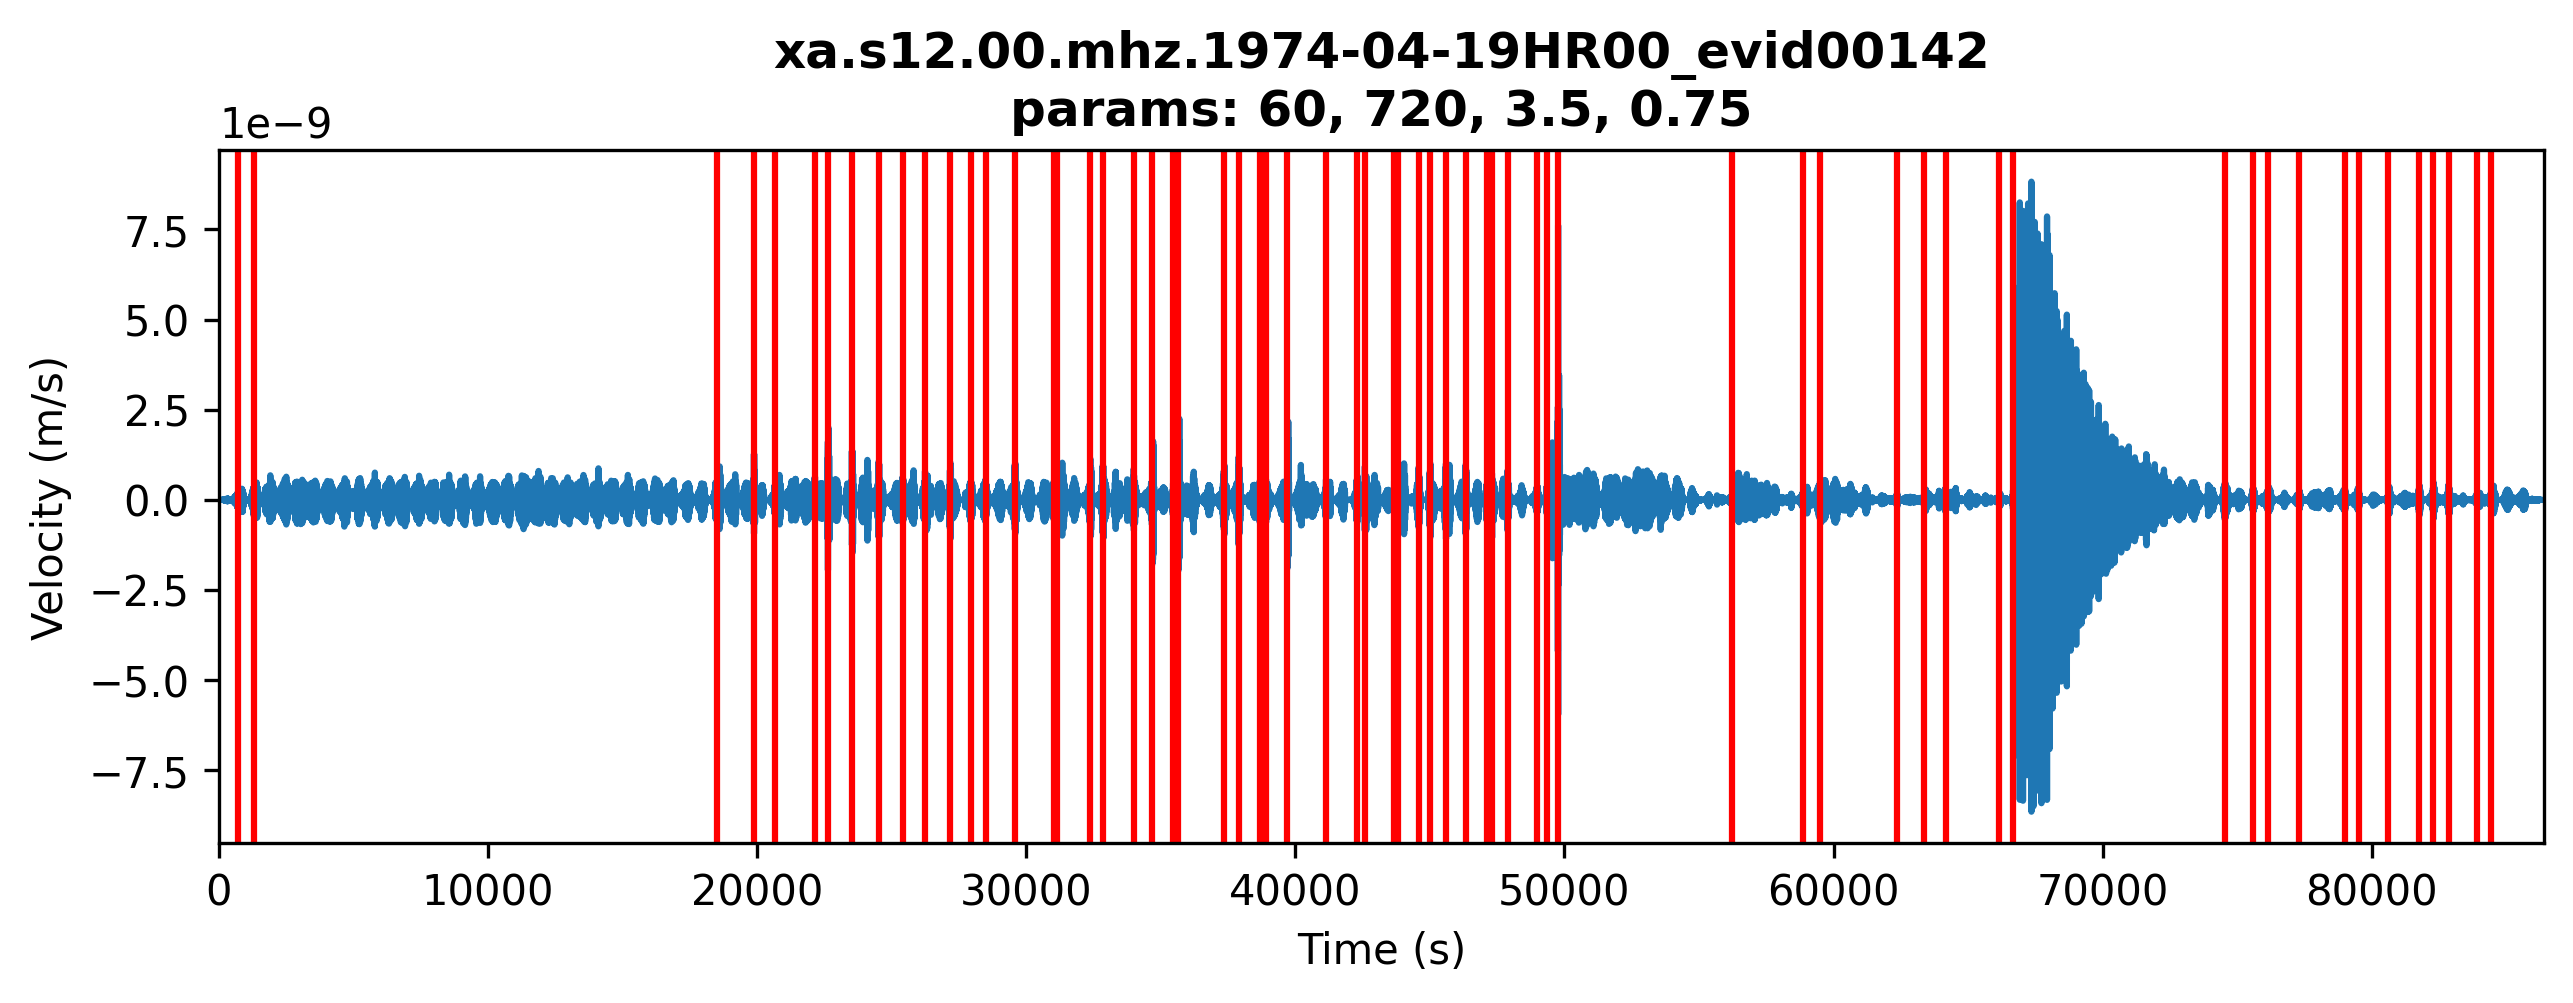 xa.s12.00.mhz.1974-04-19HR00_evid00142
params: 60, 720, 3.5, 0.75
1e−9
7.5
5.0
2.5
0.0
−2.5
−5.0
−7.5
Velocity (m/s)
0 10000 20000 30000 40000 50000 60000 70000 80000
Time (s)